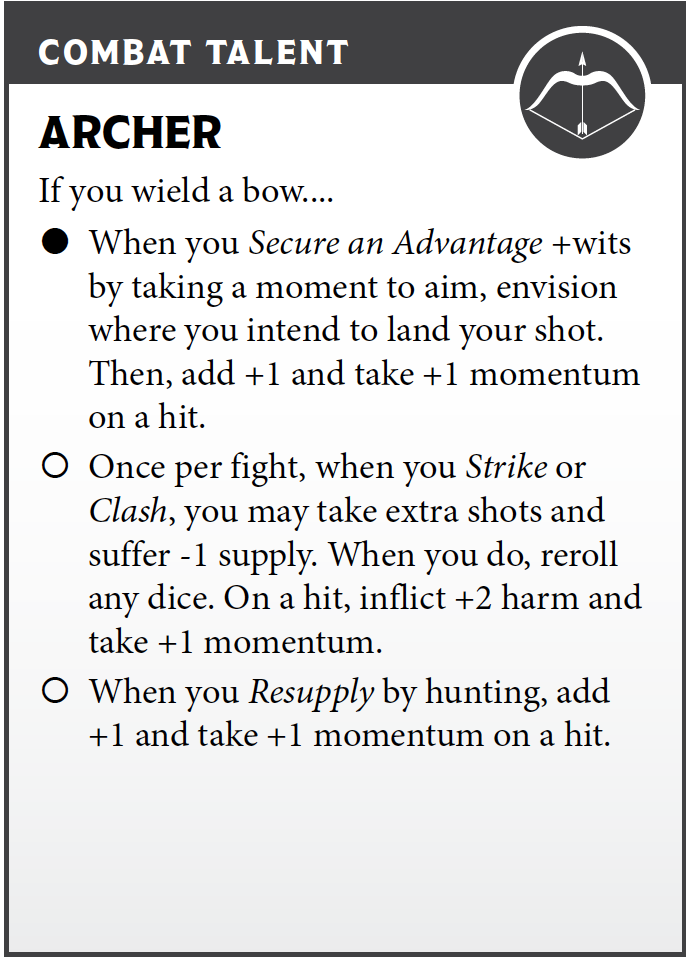 COMBAT TALENT
ARCHER
If you wield a bow....
When you Secure an Advantage +wits
by taking a moment to aim, envision
where you intend to land your shot.
Then, add +1 and take +1 momentum
on a hit.
Once per fight, when you Strike or
Clash, you may take extra shots and
suffer -1 supply. When you do, reroll
any dice. On a hit, inflict +2 harm and
take +1 momentum.
When you Resupply by hunting, add
+1 and take +1 momentum on a hit.